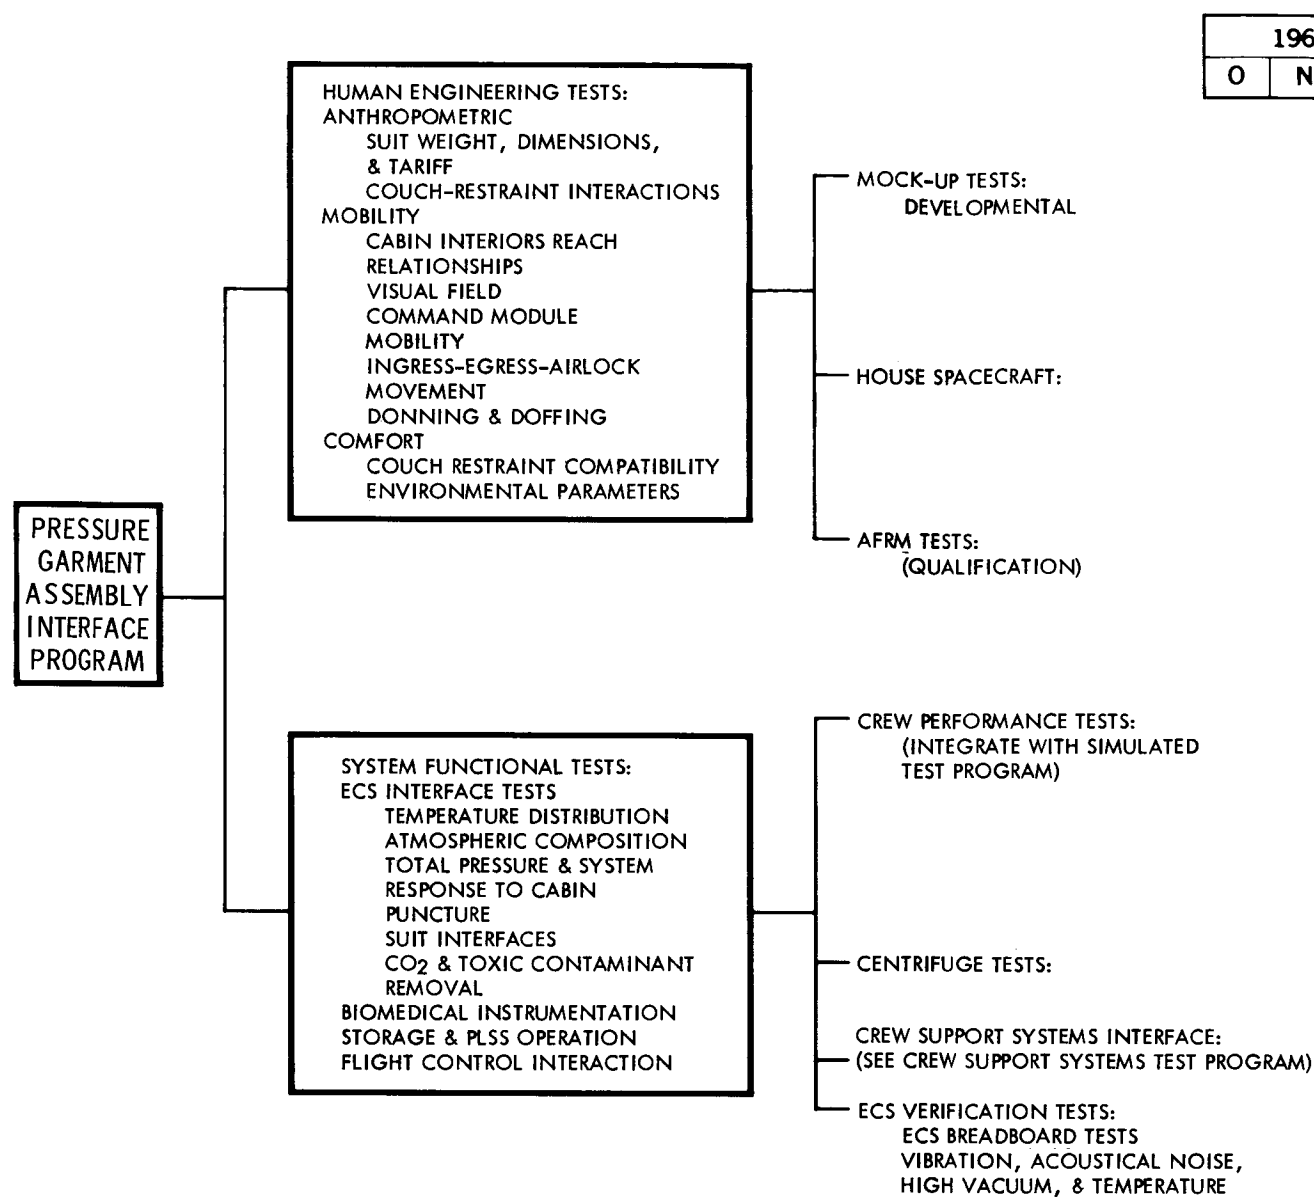 196
O N
HUMAN ENGINEERING TESTS:
ANTHROPOMETRIC
SUIT WEIGHT, DIMENSIONS,
& TARIFF
COUCH-RESTRAINT INTERACTIONS
MOBILITY
CABIN INTERIORS REACH
RELATIONSHIPS
VISUAL FIELD
COMMAND MODULE
MOBILITY
INGRESS-EGRESS-AIRLOCK
MOVEMENT
DONNING & DOFFING
COMFORT
COUCH RESTRAINT COMPATIBILITY
ENVIRONMENTAL PARAMETERS
MOCK-UP TESTS:
DEVELOPMENTAL
HOUSE SPACECRAFT:
AFRM TESTS:
(QUALIFICATION)
PRESSURE
GARMENT
ASSEMBLY
INTERFACE
PROGRAM
SYSTEM FUNCTIONAL TESTS:
ECS INTERFACE TESTS
TEMPERATURE DISTRIBUTION
ATMOSPHERIC COMPOSITION
TOTAL PRESSURE & SYSTEM
RESPONSE TO CABIN
PUNCTURE
SUIT INTERFACES
CO2 & TOXIC CONTAMINANT
REMOVAL
BIOMEDICAL INSTRUMENTATION
STORAGE & PLSS OPERATION
FLIGHT CONTROL INTERACTION
CREW PERFORMANCE TESTS:
(INTEGRATE WITH SIMULATED
TEST PROGRAM)
CENTRIFUGE TESTS:
CREW SUPPORT SYSTEMS INTERFACE:
(SEE CREW SUPPORT SYSTEMS TEST PROGRAM)
ECS VERIFICATION TESTS:
ECS BREADBOARD TESTS
VIBRATION, ACOUSTICAL NOISE,
HIGH VACUUM, & TEMPERATURE